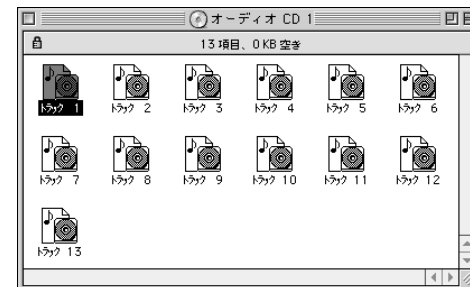 オーディオ CD 1
13 項目、0 KB 空き
トラック 1 トラック 2 トラック 3 トラック 4 トラック 5 トラック 6
トラック 7 トラック 8 トラック 9 トラック 10 トラック 11 トラック 12
トラック 13